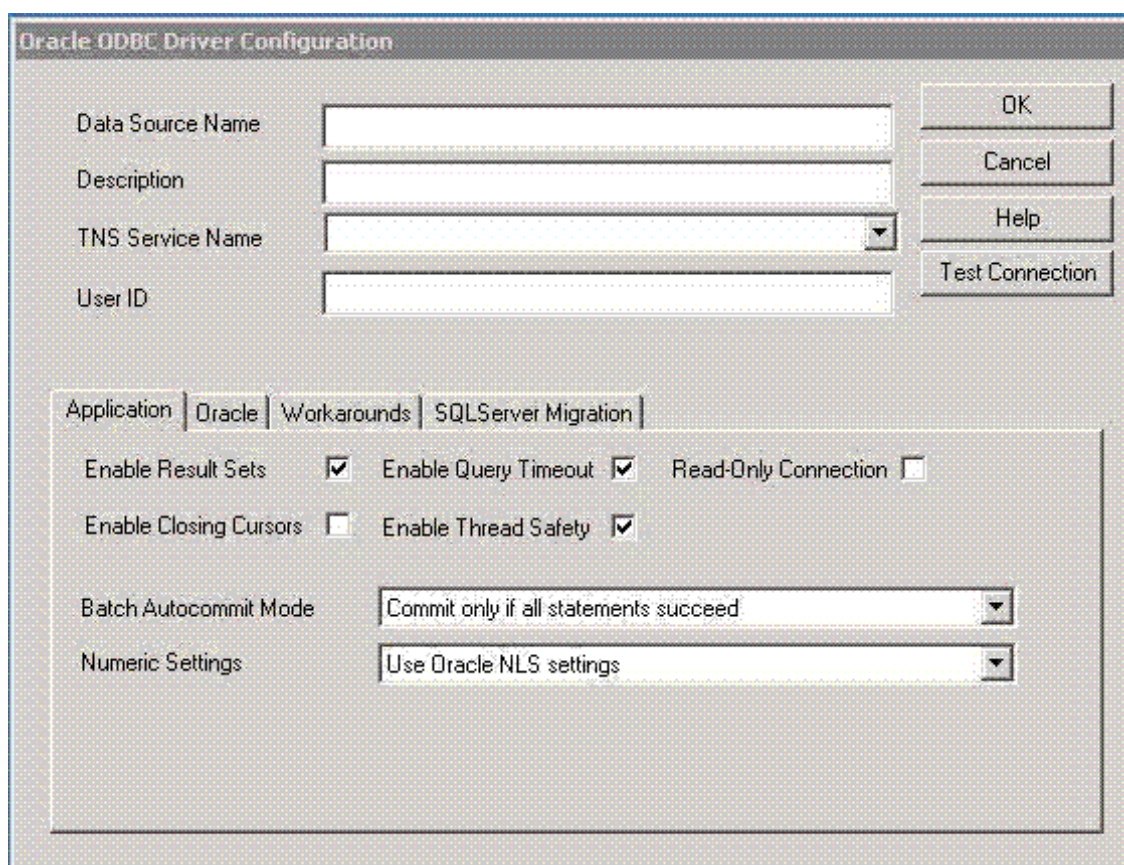 Oracle ODBC Driver Configuration
Data Source Name
OK
Description
Cancel
TNS Service Name
Help
User ID
Test Connection
Application Oracle Workarounds SQLServer Migration
Enable Result Sets Enable Query Timeout Read-Only Connection
Enable Closing Cursors Enable Thread Safety
Batch Autocommit Mode Commit only if all statements succeed
Numeric Settings Use Oracle NLS settings